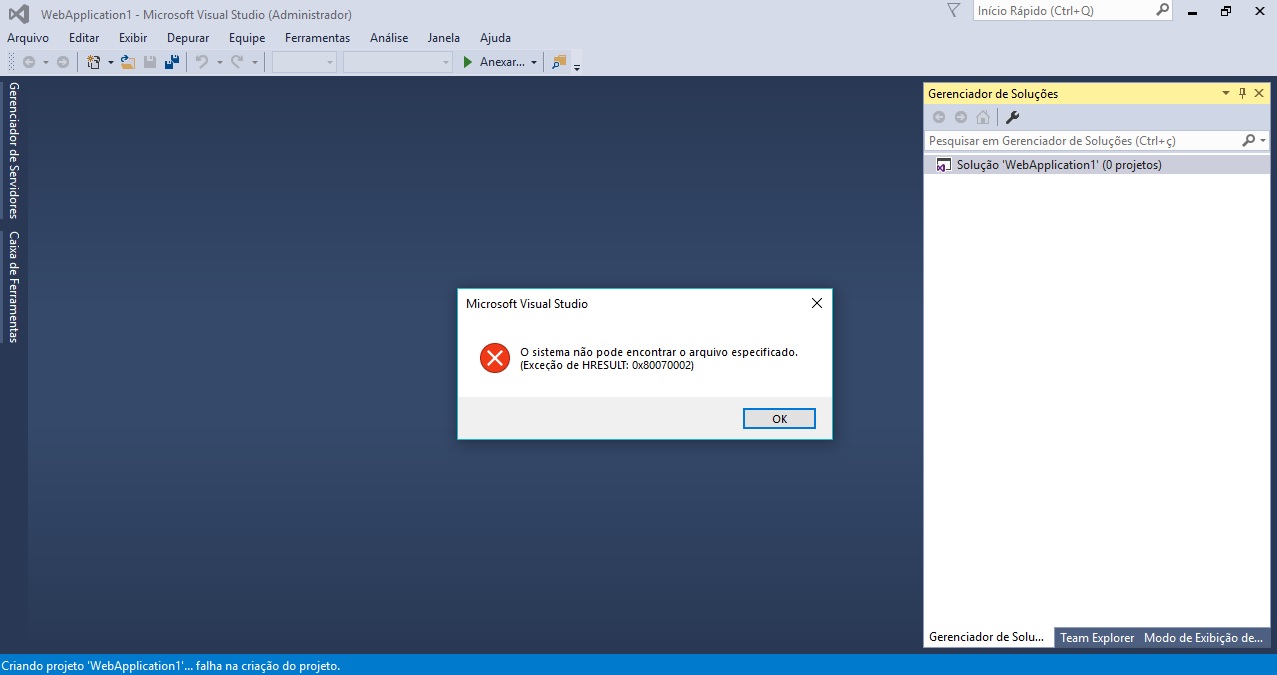 WebApplication1 - Microsoft Visual Studio (Administrador)
Início Rápido (Ctrl+Q)
Arquivo Editar Exibir Depurar Equipe Ferramentas Análise Janela Ajuda
Anexar...
Gerenciador de Servidores
Caixa de Ferramentas
Gerenciador de Soluções
Pesquisar em Gerenciador de Soluções (Ctrl+ç)
Solução 'WebApplication1' (0 projetos)
Microsoft Visual Studio
O sistema não pode encontrar o arquivo especificado.
(Exceção de HRESULT: 0x80070002)
OK
Gerenciador de Solu... Team Explorer Modo de Exibição de...
Criando projeto 'WebApplication1'... falha na criação do projeto.